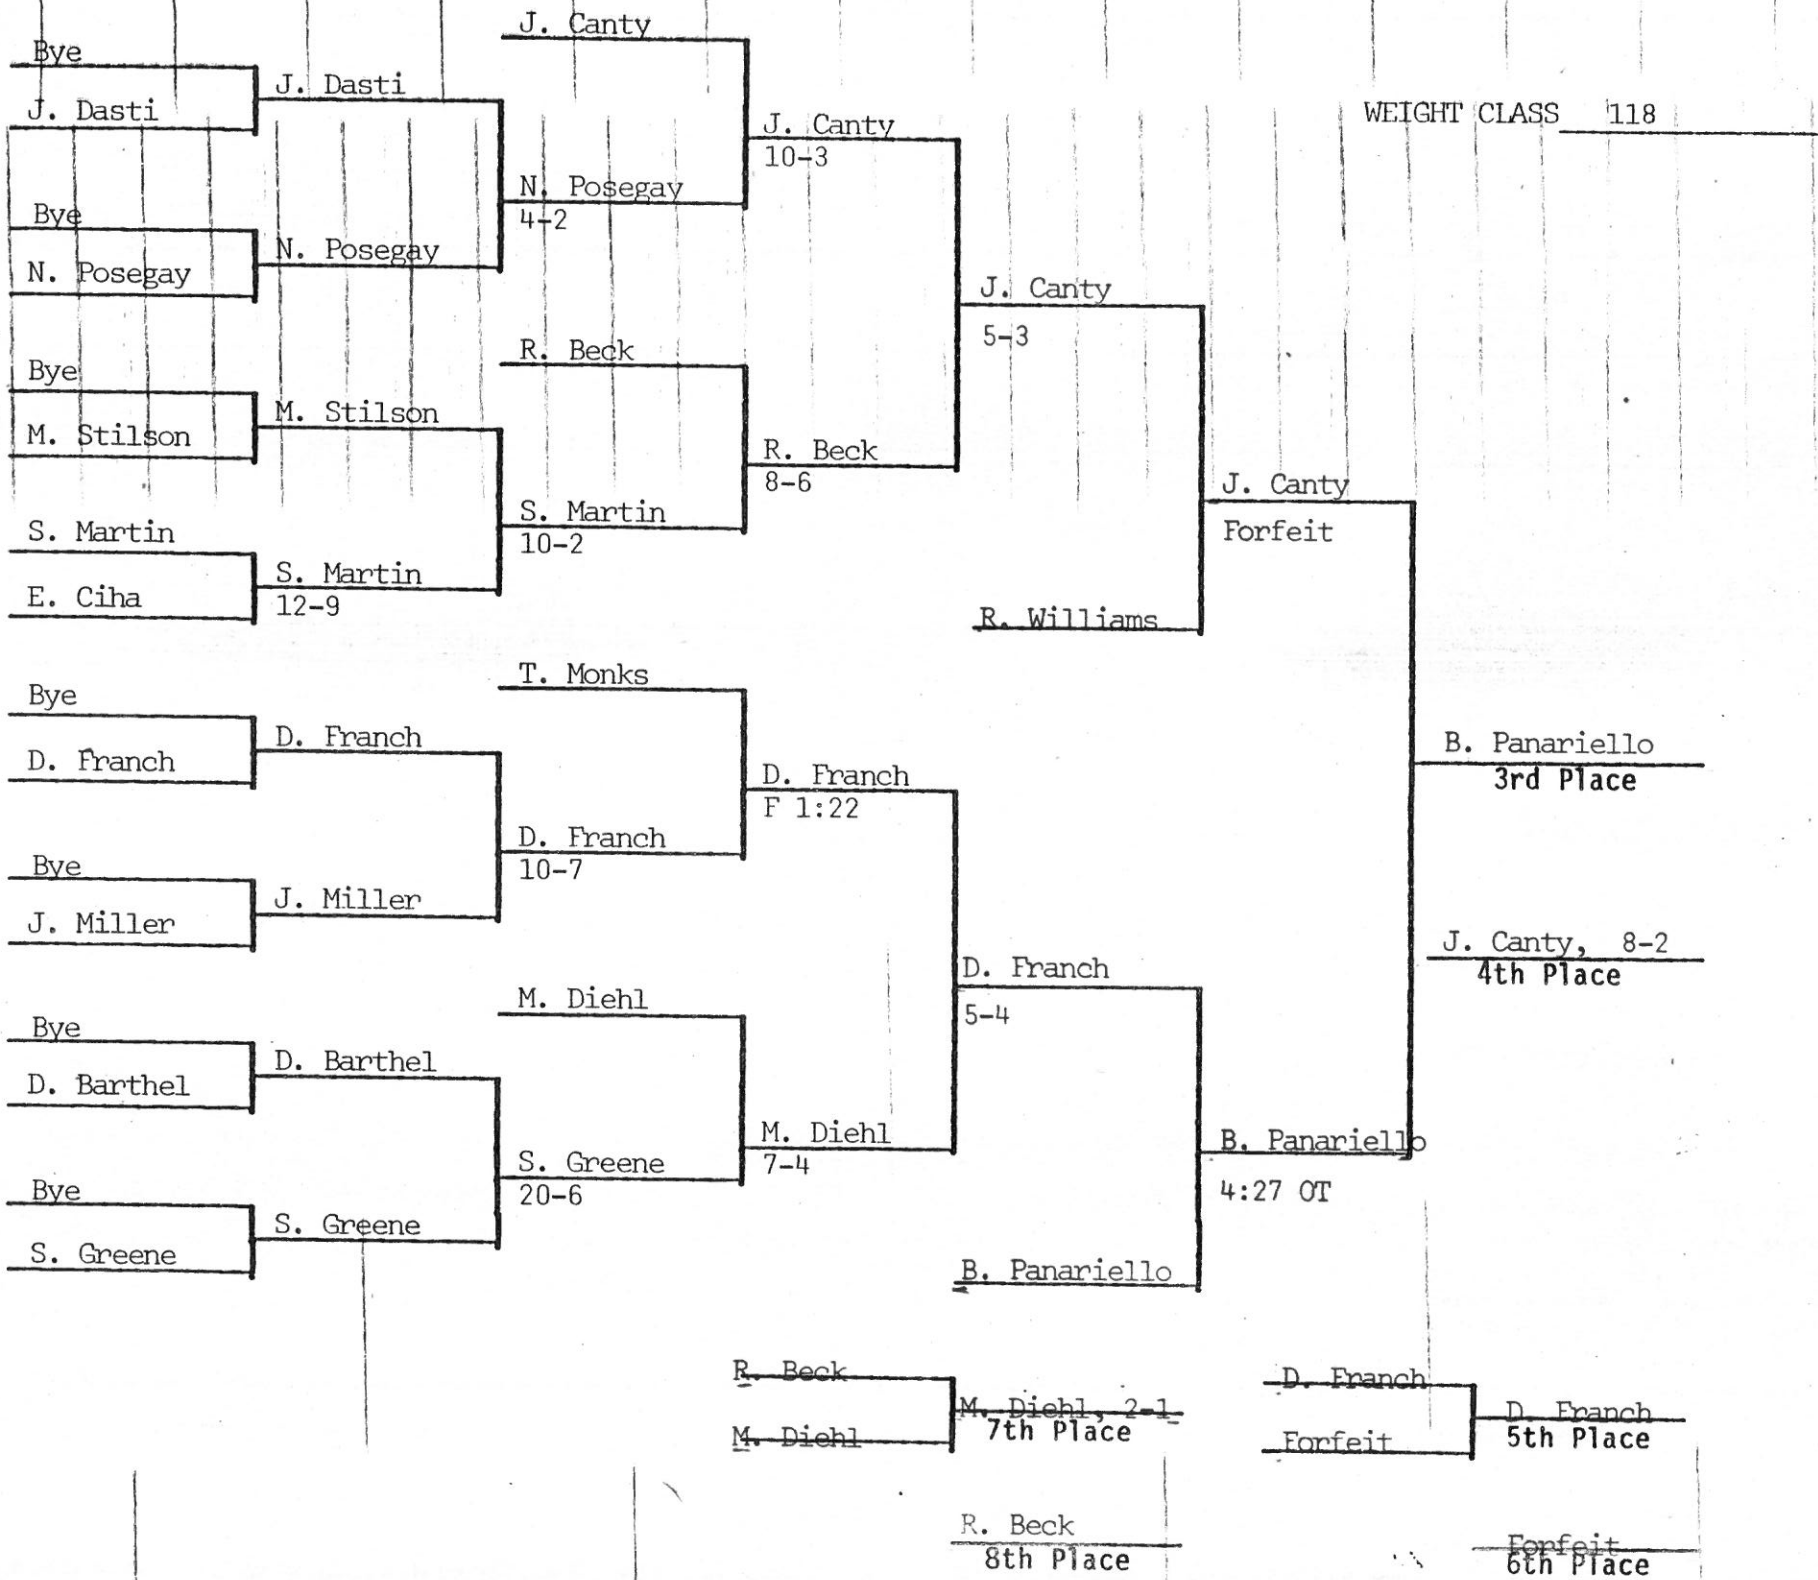 J. Canty
Bye
J. Dasti
J. Dasti
WEIGHT CLASS 118
J. Canty
10-3
N. Posegay
4-2
Bye
N. Posegay
N. Posegay
J. Canty
5-3
R. Beck
Bye
M. Stilson
M. Stilson
R. Beck
8-6
J. Canty
Forfeit
S. Martin
10-2
S. Martin
S. Martin
12-9
E. Ciha
R. Williams
T. Monks
Bye
D. Franch
D. Franch
B. Panariello
3rd Place
D. Franch
F 1:22
D. Franch
10-7
Bye
J. Miller
J. Miller
J. Canty, 8-2
4th Place
D. Franch
5-4
M. Diehl
Bye
D. Barthel
D. Barthel
M. Diehl
7-4
B. Panariello
4:27 OT
S. Greene
20-6
Bye
S. Greene
S. Greene
B. Panariello
R. Beck
M. Diehl
M. Diehl, 2-1
7th Place
D. Franch
Forfeit
D. Franch
5th Place
R. Beck
8th Place
Forfeit
6th Place